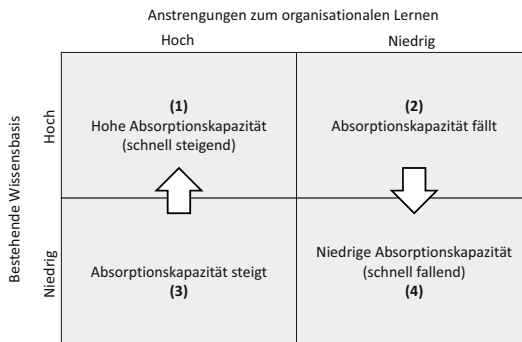 Anstrengungen zum organisationalen Lernen
Hoch
Niedrig
Bestehende Wissensbasis
Hoch
Niedrig
(1)
Hohe Absorptionskapazität
(schnell steigend)
(2)
Absorptionskapazität fällt
Absorptionskapazität steigt
(3)
Niedrige Absorptionskapazität
(schnell fallend)
(4)